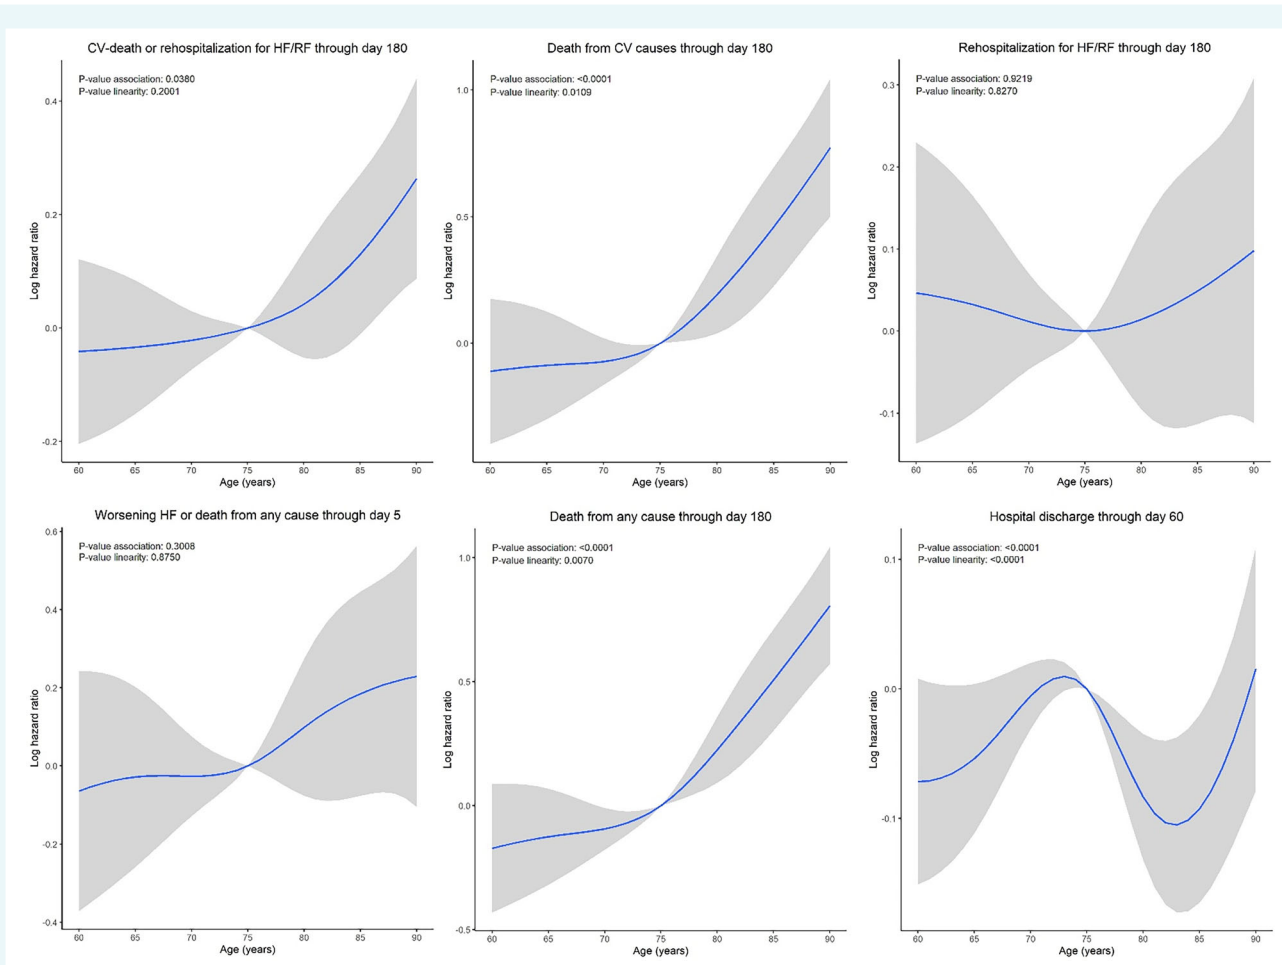 CV-death or rehospitalization for HF/RF through day 180
P-value association: 0.0380
P-value linearity: 0.2001
0.4
0.2
0.0
-0.2
Log hazard ratio
60 65 70 75 80 85 90
Age (years)
Death from CV causes through day 180
P-value association: <0.0001
P-value linearity: 0.0109
1.0
0.5
0.0
Log hazard ratio
60 65 70 75 80 85 90
Age (years)
Rehospitalization for HF/RF through day 180
P-value association: 0.9219
P-value linearity: 0.8270
0.3
0.2
0.1
0.0
-0.1
Log hazard ratio
60 65 70 75 80 85 90
Age (years)
Worsening HF or death from any cause through day 5
P-value association: 0.3008
P-value linearity: 0.8750
0.6
0.4
0.2
0.0
-0.2
-0.4
Log hazard ratio
60 65 70 75 80 85 90
Age (years)
Death from any cause through day 180
P-value association: <0.0001
P-value linearity: 0.0070
1.0
0.5
0.0
-0.5
Log hazard ratio
60 65 70 75 80 85 90
Age (years)
Hospital discharge through day 60
P-value association: <0.0001
P-value linearity: <0.0001
0.1
0.0
-0.1
Log hazard ratio
60 65 70 75 80 85 90
Age (years)